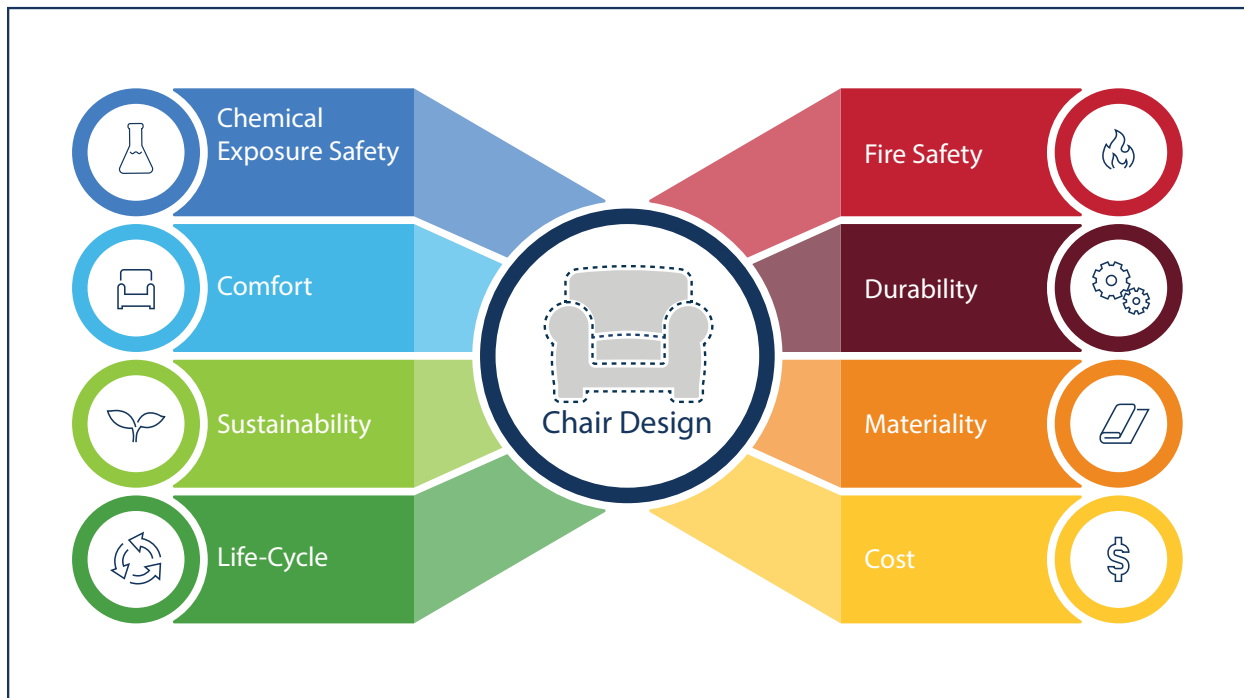 Chemical
Exposure Safety
Comfort
Sustainability
Life-Cycle
Chair Design
Fire Safety
Durability
Materiality
Cost
$